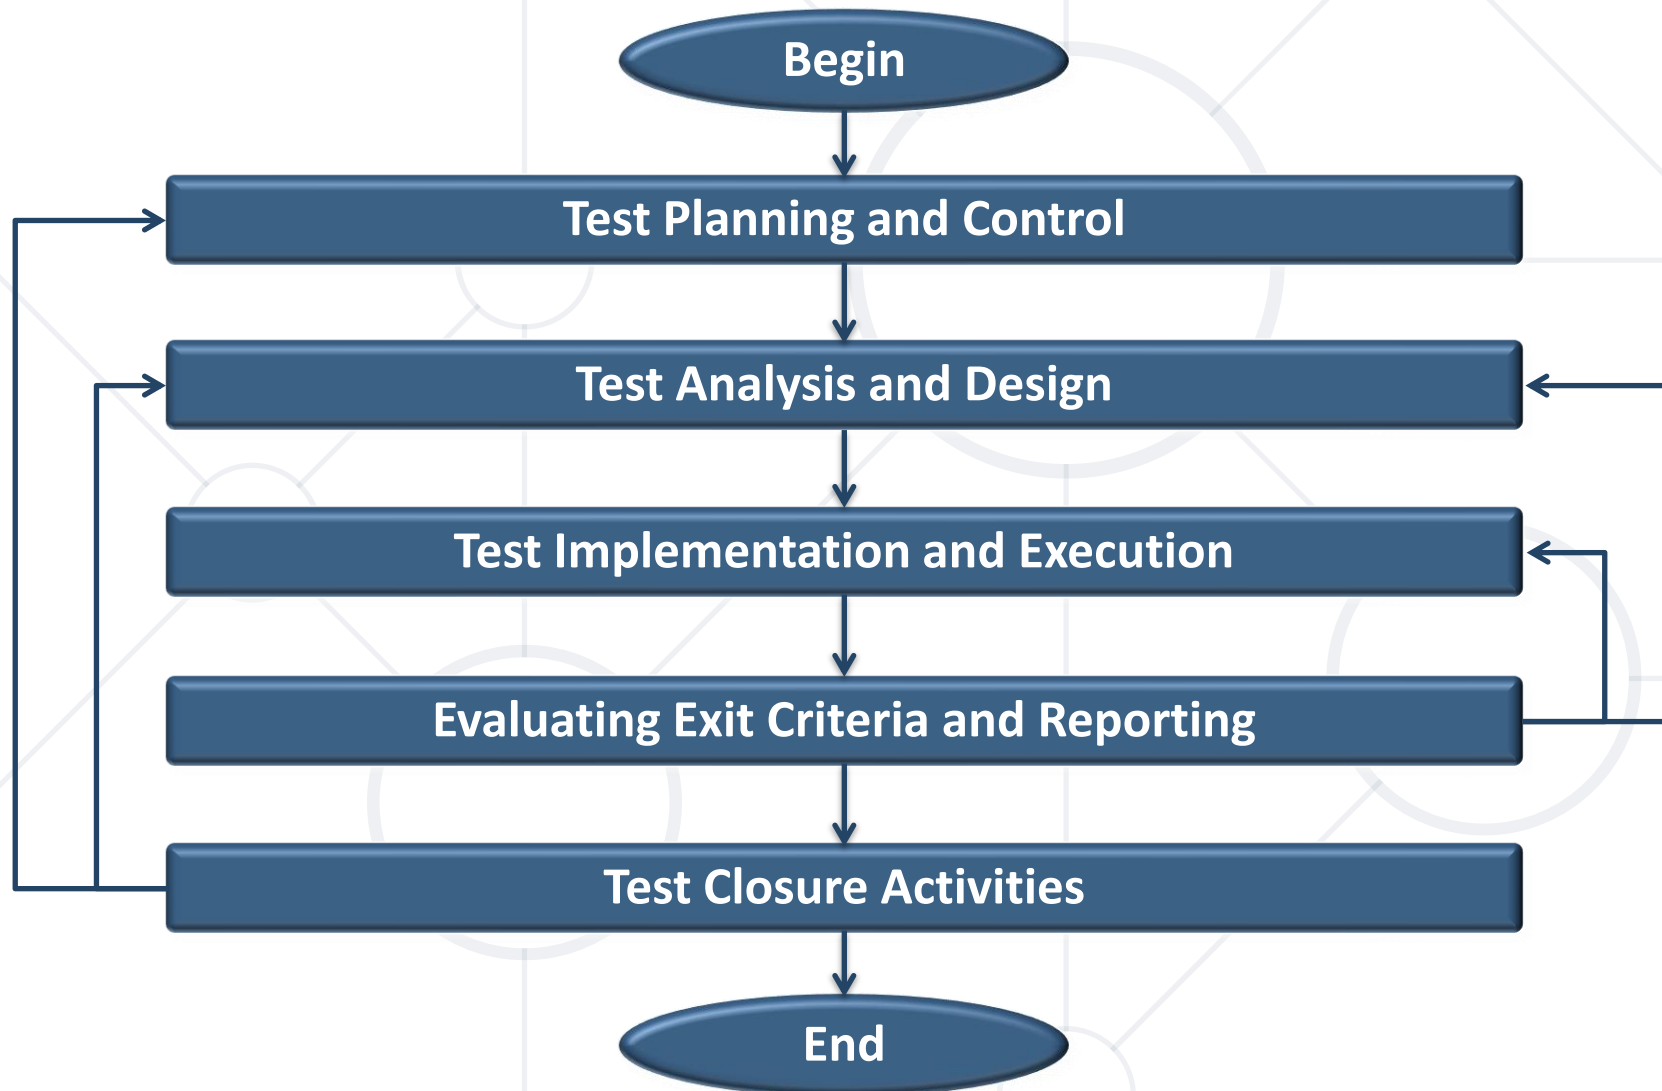 Begin
Test Planning and Control
Test Analysis and Design
Test Implementation and Execution
Evaluating Exit Criteria and Reporting
Test Closure Activities
End